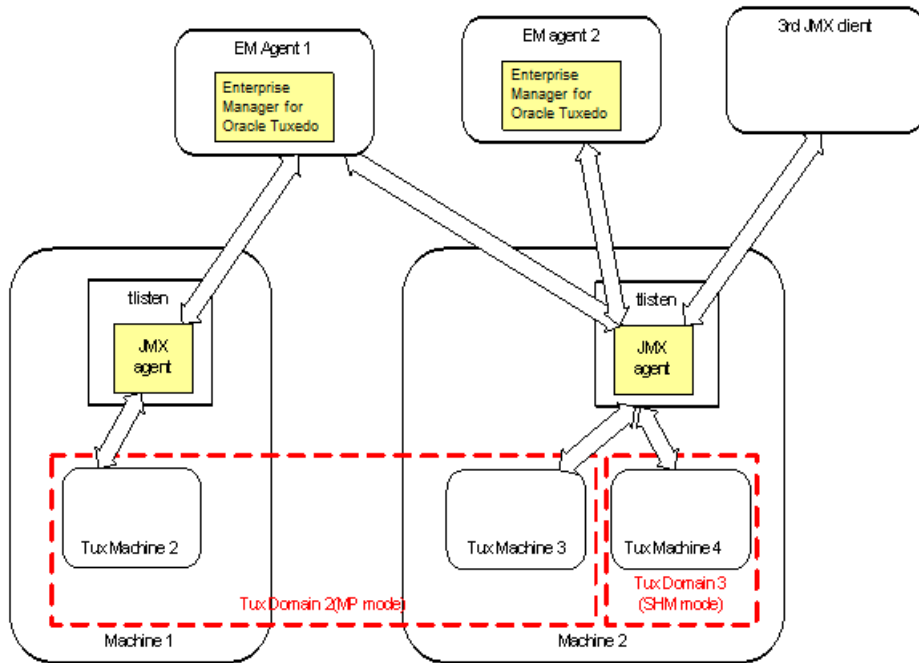 EM Agent 1
Enterprise
Manager for
Oracle Tuxedo
EM agent 2
Enterprise
Manager for
Oracle Tuxedo
3rd JMX client
tlisten
JMX
agent
tlisten
JMX
agent
Tux Machine 2
Tux Machine 3
Tux Machine 4
Tux Domain 2(MP mode)
Tux Domain 3
(SHM mode)
Machine 1
Machine 2